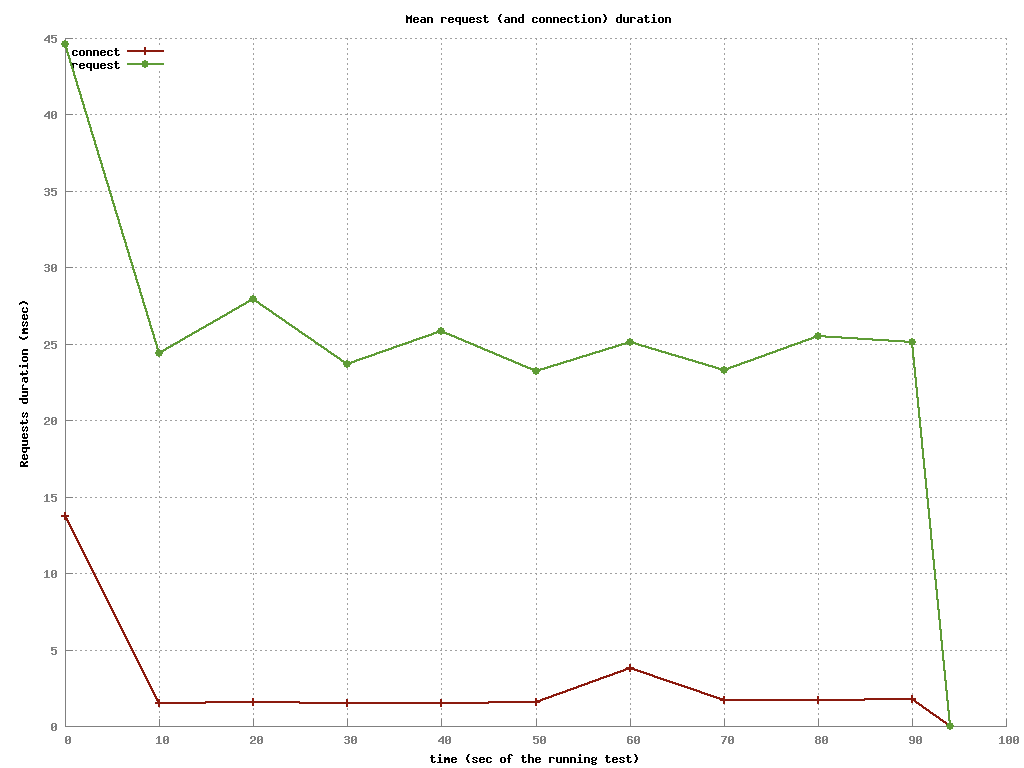 Mean request (and connection) duration
connect
request
45
40
35
30
25
20
15
10
5
0
Requests duration (msec)
0 10 20 30 40 50 60 70 80 90 100
time (sec of the running test)